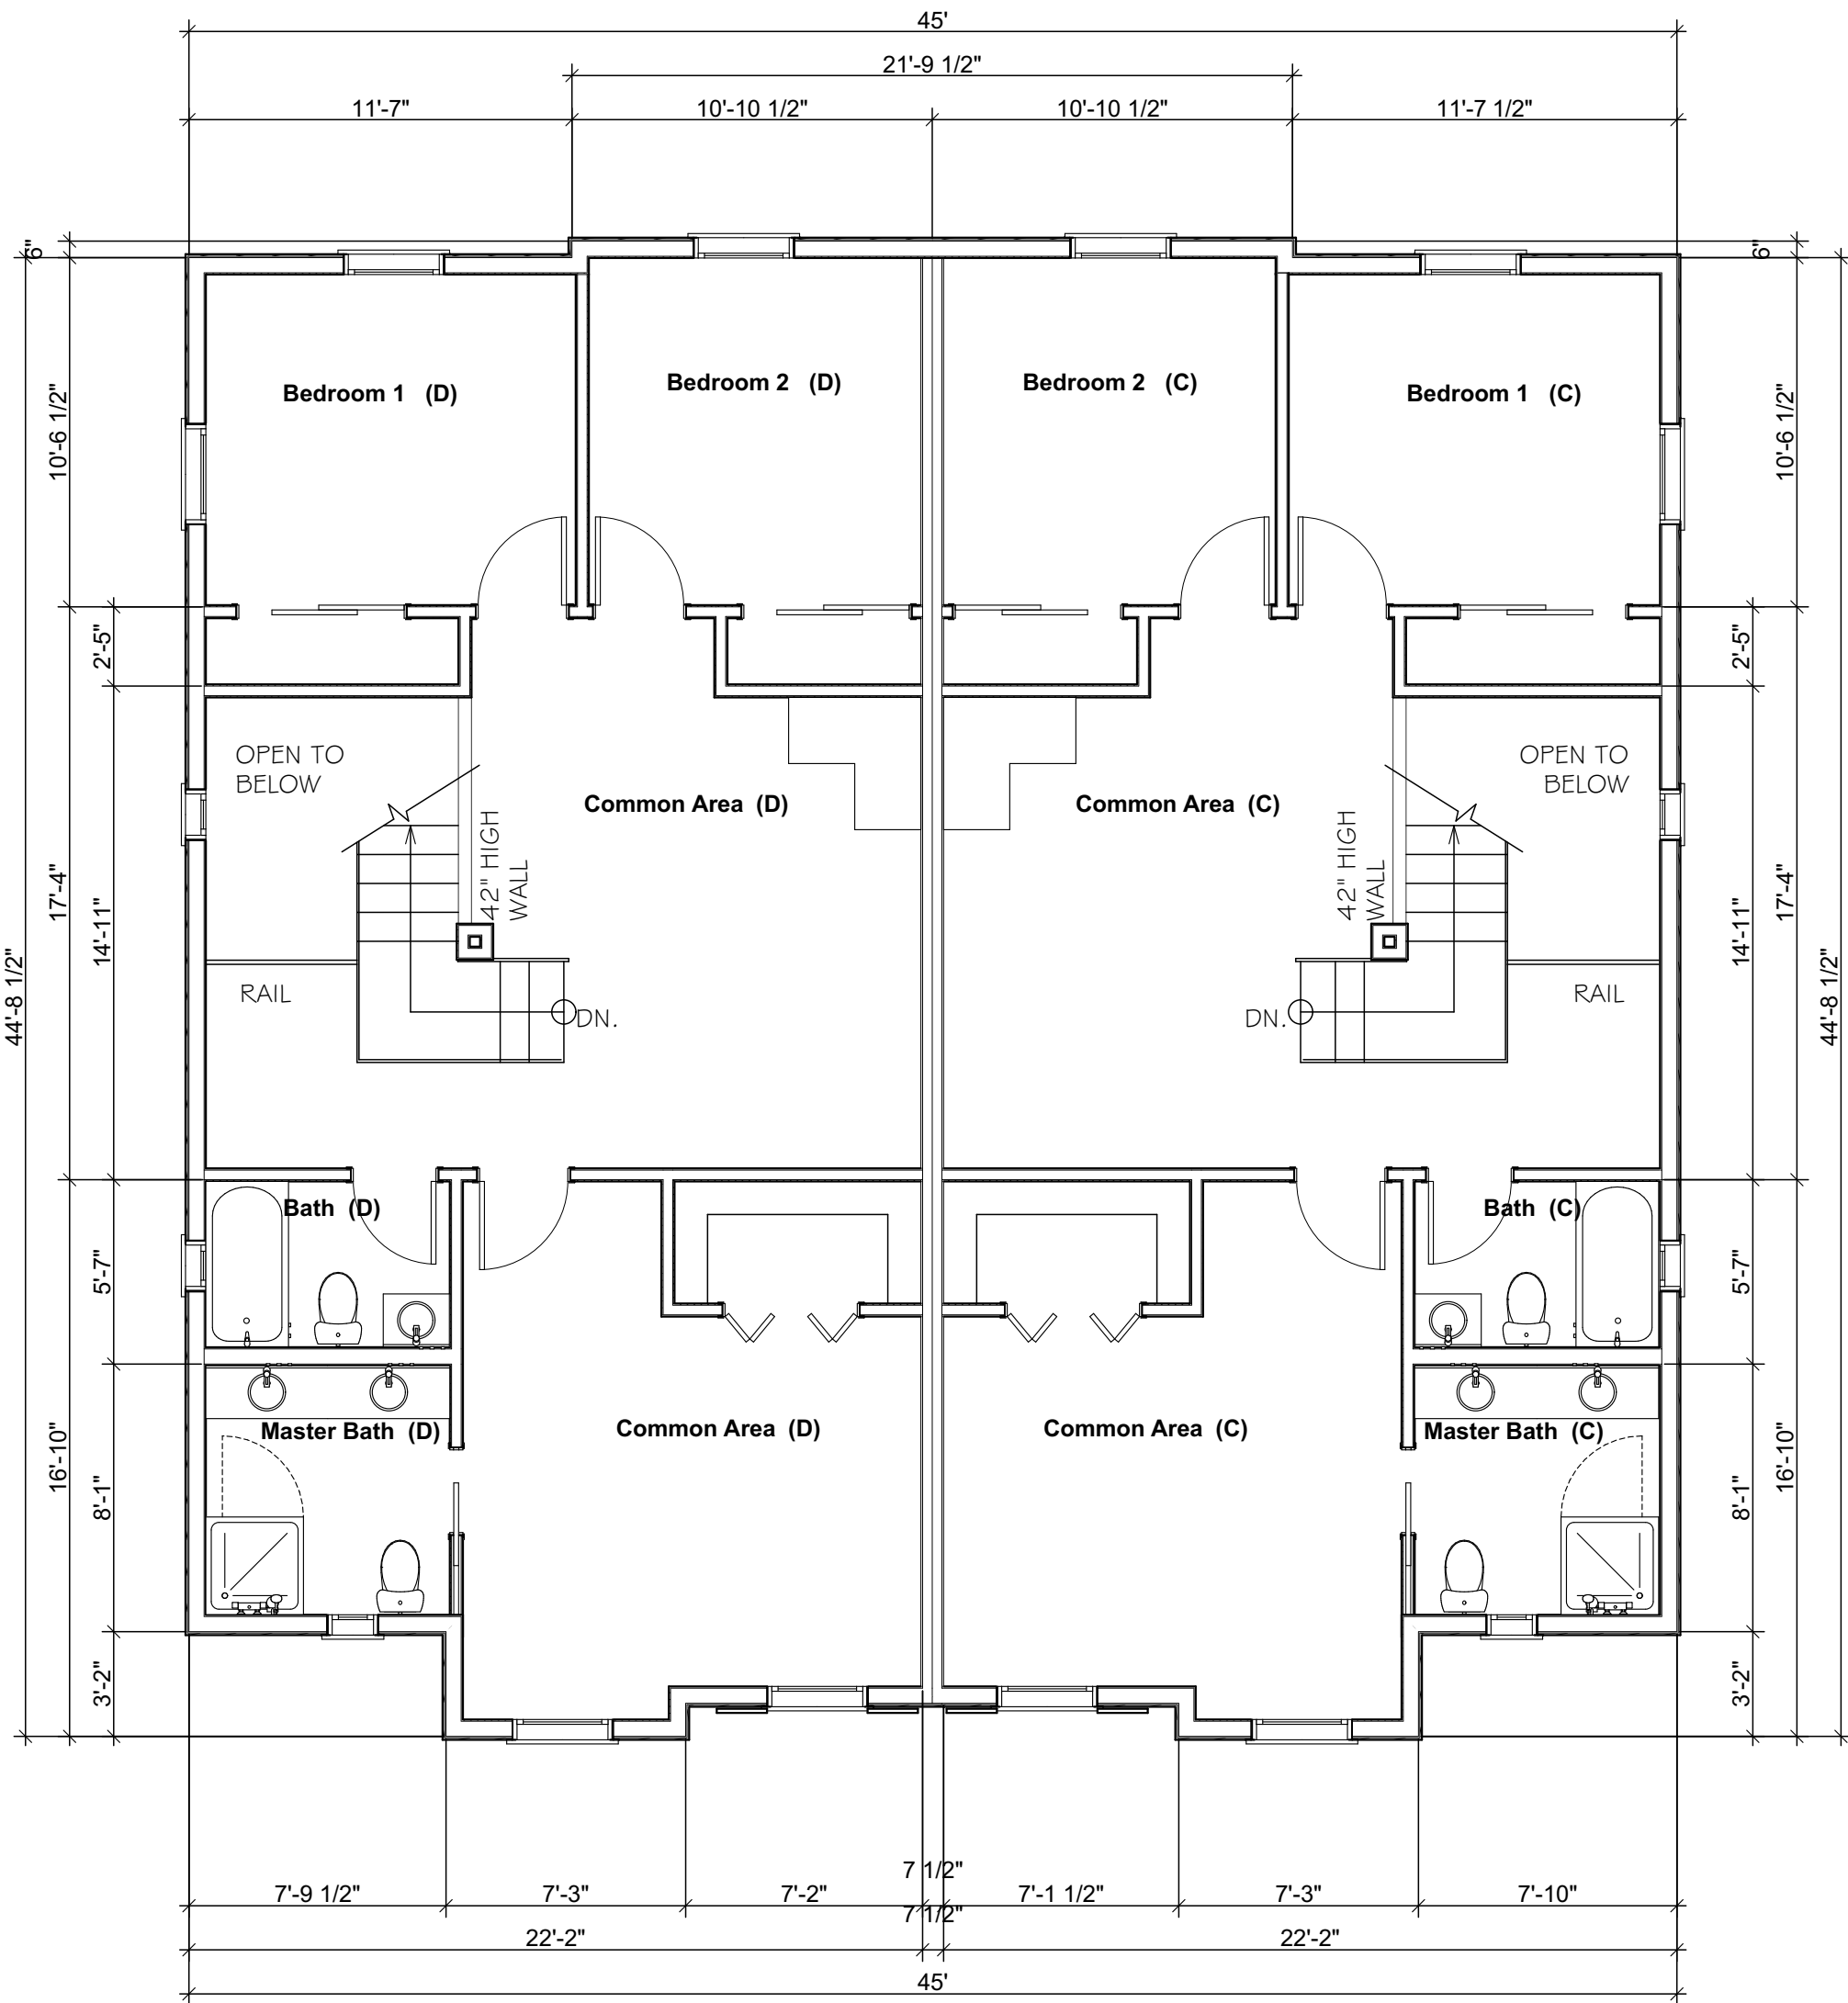 45'
21'-9 1/2"
11'-7"
10'-10 1/2"
10'-10 1/2"
11'-7 1/2"
6"
6"
Bedroom 1 (D)
Bedroom 2 (D)
Bedroom 2 (C)
Bedroom 1 (C)
10'-6 1/2"
10'-6 1/2"
2'-5"
2'-5"
OPEN TO
BELOW
OPEN TO
BELOW
Common Area (D)
Common Area (C)
42" HIGH
WALL
42" HIGH
WALL
17'-4"
14'-11"
14'-11"
17'-4"
44'-8 1/2"
44'-8 1/2"
RAIL
RAIL
DN.
DN.
Bath (D)
Bath (C)
5'-7"
5'-7"
Master Bath (D)
Common Area (D)
Common Area (C)
Master Bath (C)
16'-10"
8'-1"
8'-1"
16'-10"
3'-2"
3'-2"
7 1/2"
7'-9 1/2"
7'-3"
7'-2"
7'-1 1/2"
7'-3"
7'-10"
7 1/2"
22'-2"
22'-2"
45'